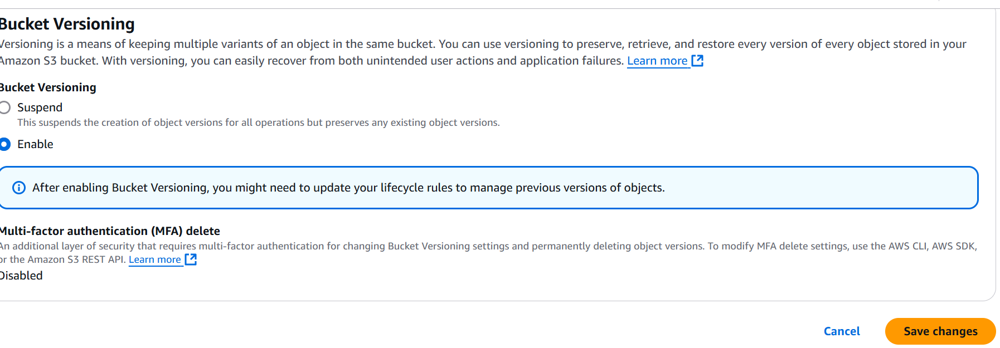 Bucket Versioning
Versioning is a means of keeping multiple variants of an object in the same bucket. You can use versioning to preserve, retrieve, and restore every version of every object stored in your
Amazon S3 bucket. With versioning, you can easily recover from both unintended user actions and application failures. Learn more
Bucket Versioning
Suspend
This suspends the creation of object versions for all operations but preserves any existing object versions.
Enable
After enabling Bucket Versioning, you might need to update your lifecycle rules to manage previous versions of objects.
Multi-factor authentication (MFA) delete
An additional layer of security that requires multi-factor authentication for changing Bucket Versioning settings and permanently deleting object versions. To modify MFA delete settings, use the AWS CLI, AWS SDK,
or the Amazon S3 REST API. Learn more
Disabled
Cancel
Save changes